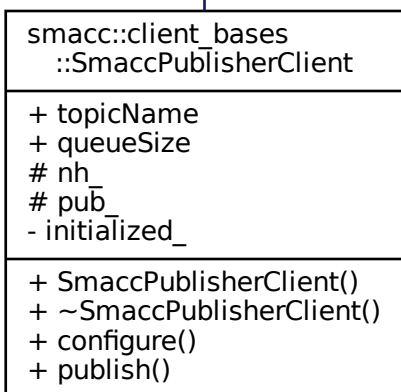 smacc::client_bases
::SmaccPublisherClient
+ topicName
+ queueSize
# nh_
# pub_
- initialized_
+ SmaccPublisherClient()
+ ~SmaccPublisherClient()
+ configure()
+ publish()